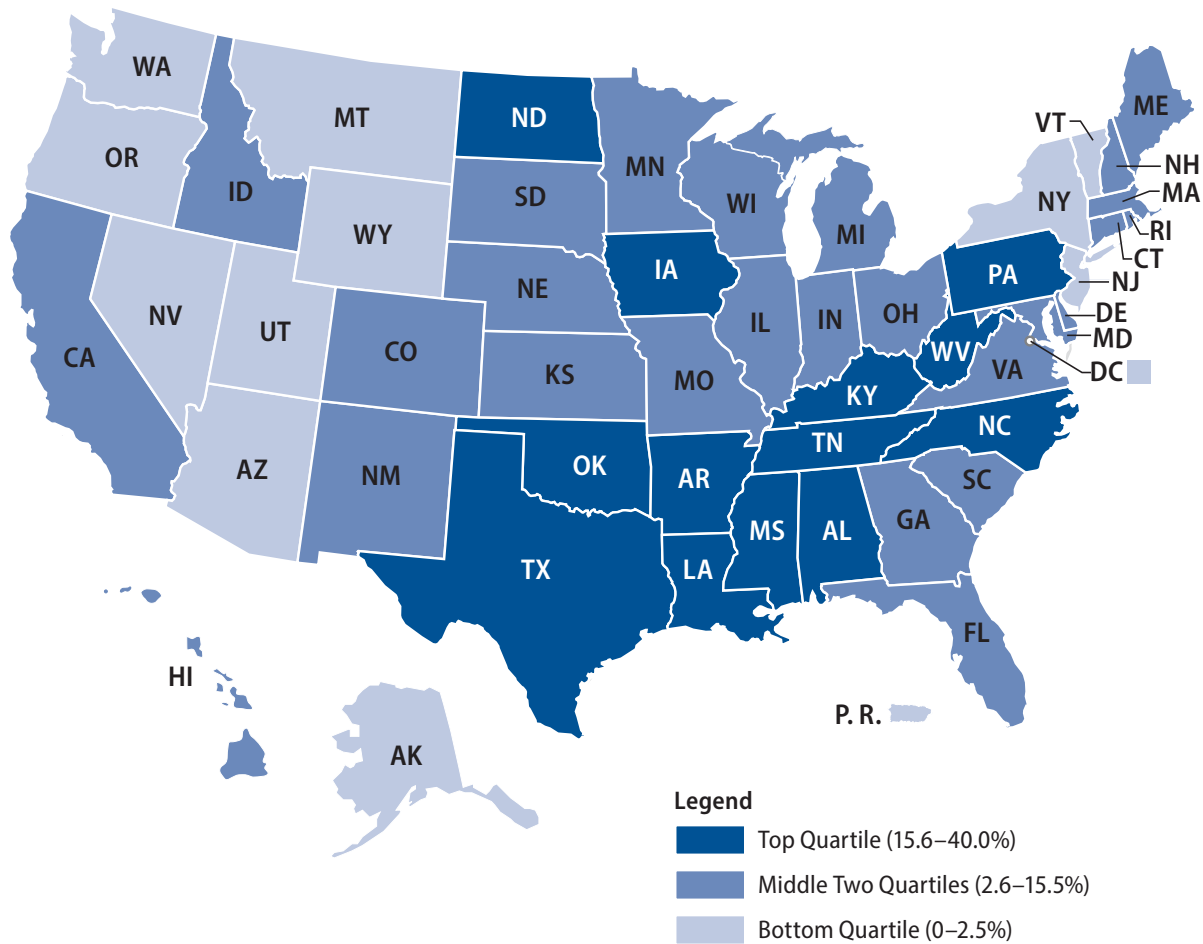 WA
ND
MT
ME
VT
OR
MN
NH
ID
SD
WI
NY
MA
WY
MI
RI
CT
IA
PA
NJ
NE
NV
UT
IL
IN
OH
DE
MD
CA
CO
WV
VA
DC
KS
MO
KY
NC
TN
AZ
NM
OK
AR
SC
MS
AL
GA
TX
LA
FL
HI
P. R.
AK
Legend
Top Quartile (15.6–40.0%)
Middle Two Quartiles (2.6–15.5%)
Bottom Quartile (0–2.5%)